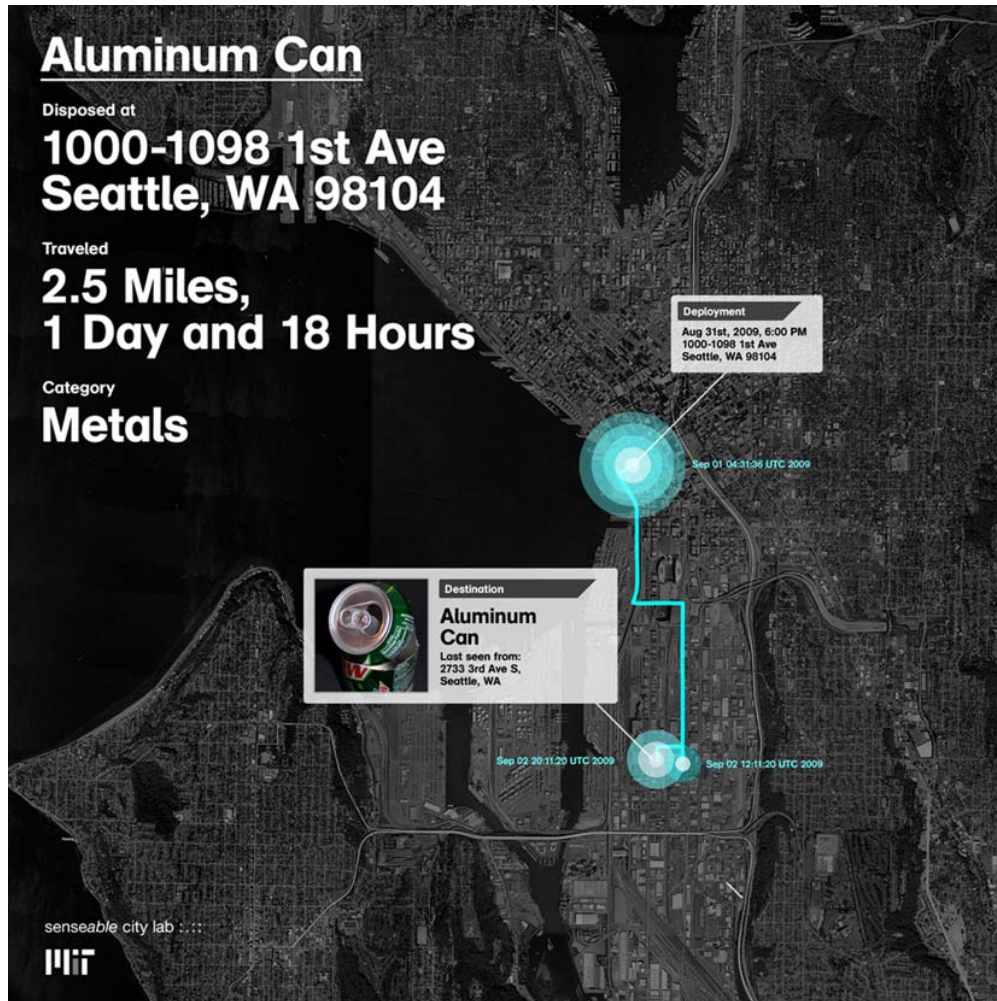 Aluminum Can
Disposed at
1000-1098 1st Ave
Seattle, WA 98104
Traveled
2.5 Miles,
1 Day and 18 Hours
Category
Metals
Deployment
Aug 31st, 2009, 6:00 PM
1000-1098 1st Ave
Seattle, WA 98104
Sep 01 04:31:36 UTC 2009
Destination
Aluminum
Can
Last seen from:
2733 3rd Ave S,
Seattle, WA
Sep 02 20:11:20 UTC 2009
Sep 02 12:11:20 UTC 2009
senseable city lab :.::
MIT